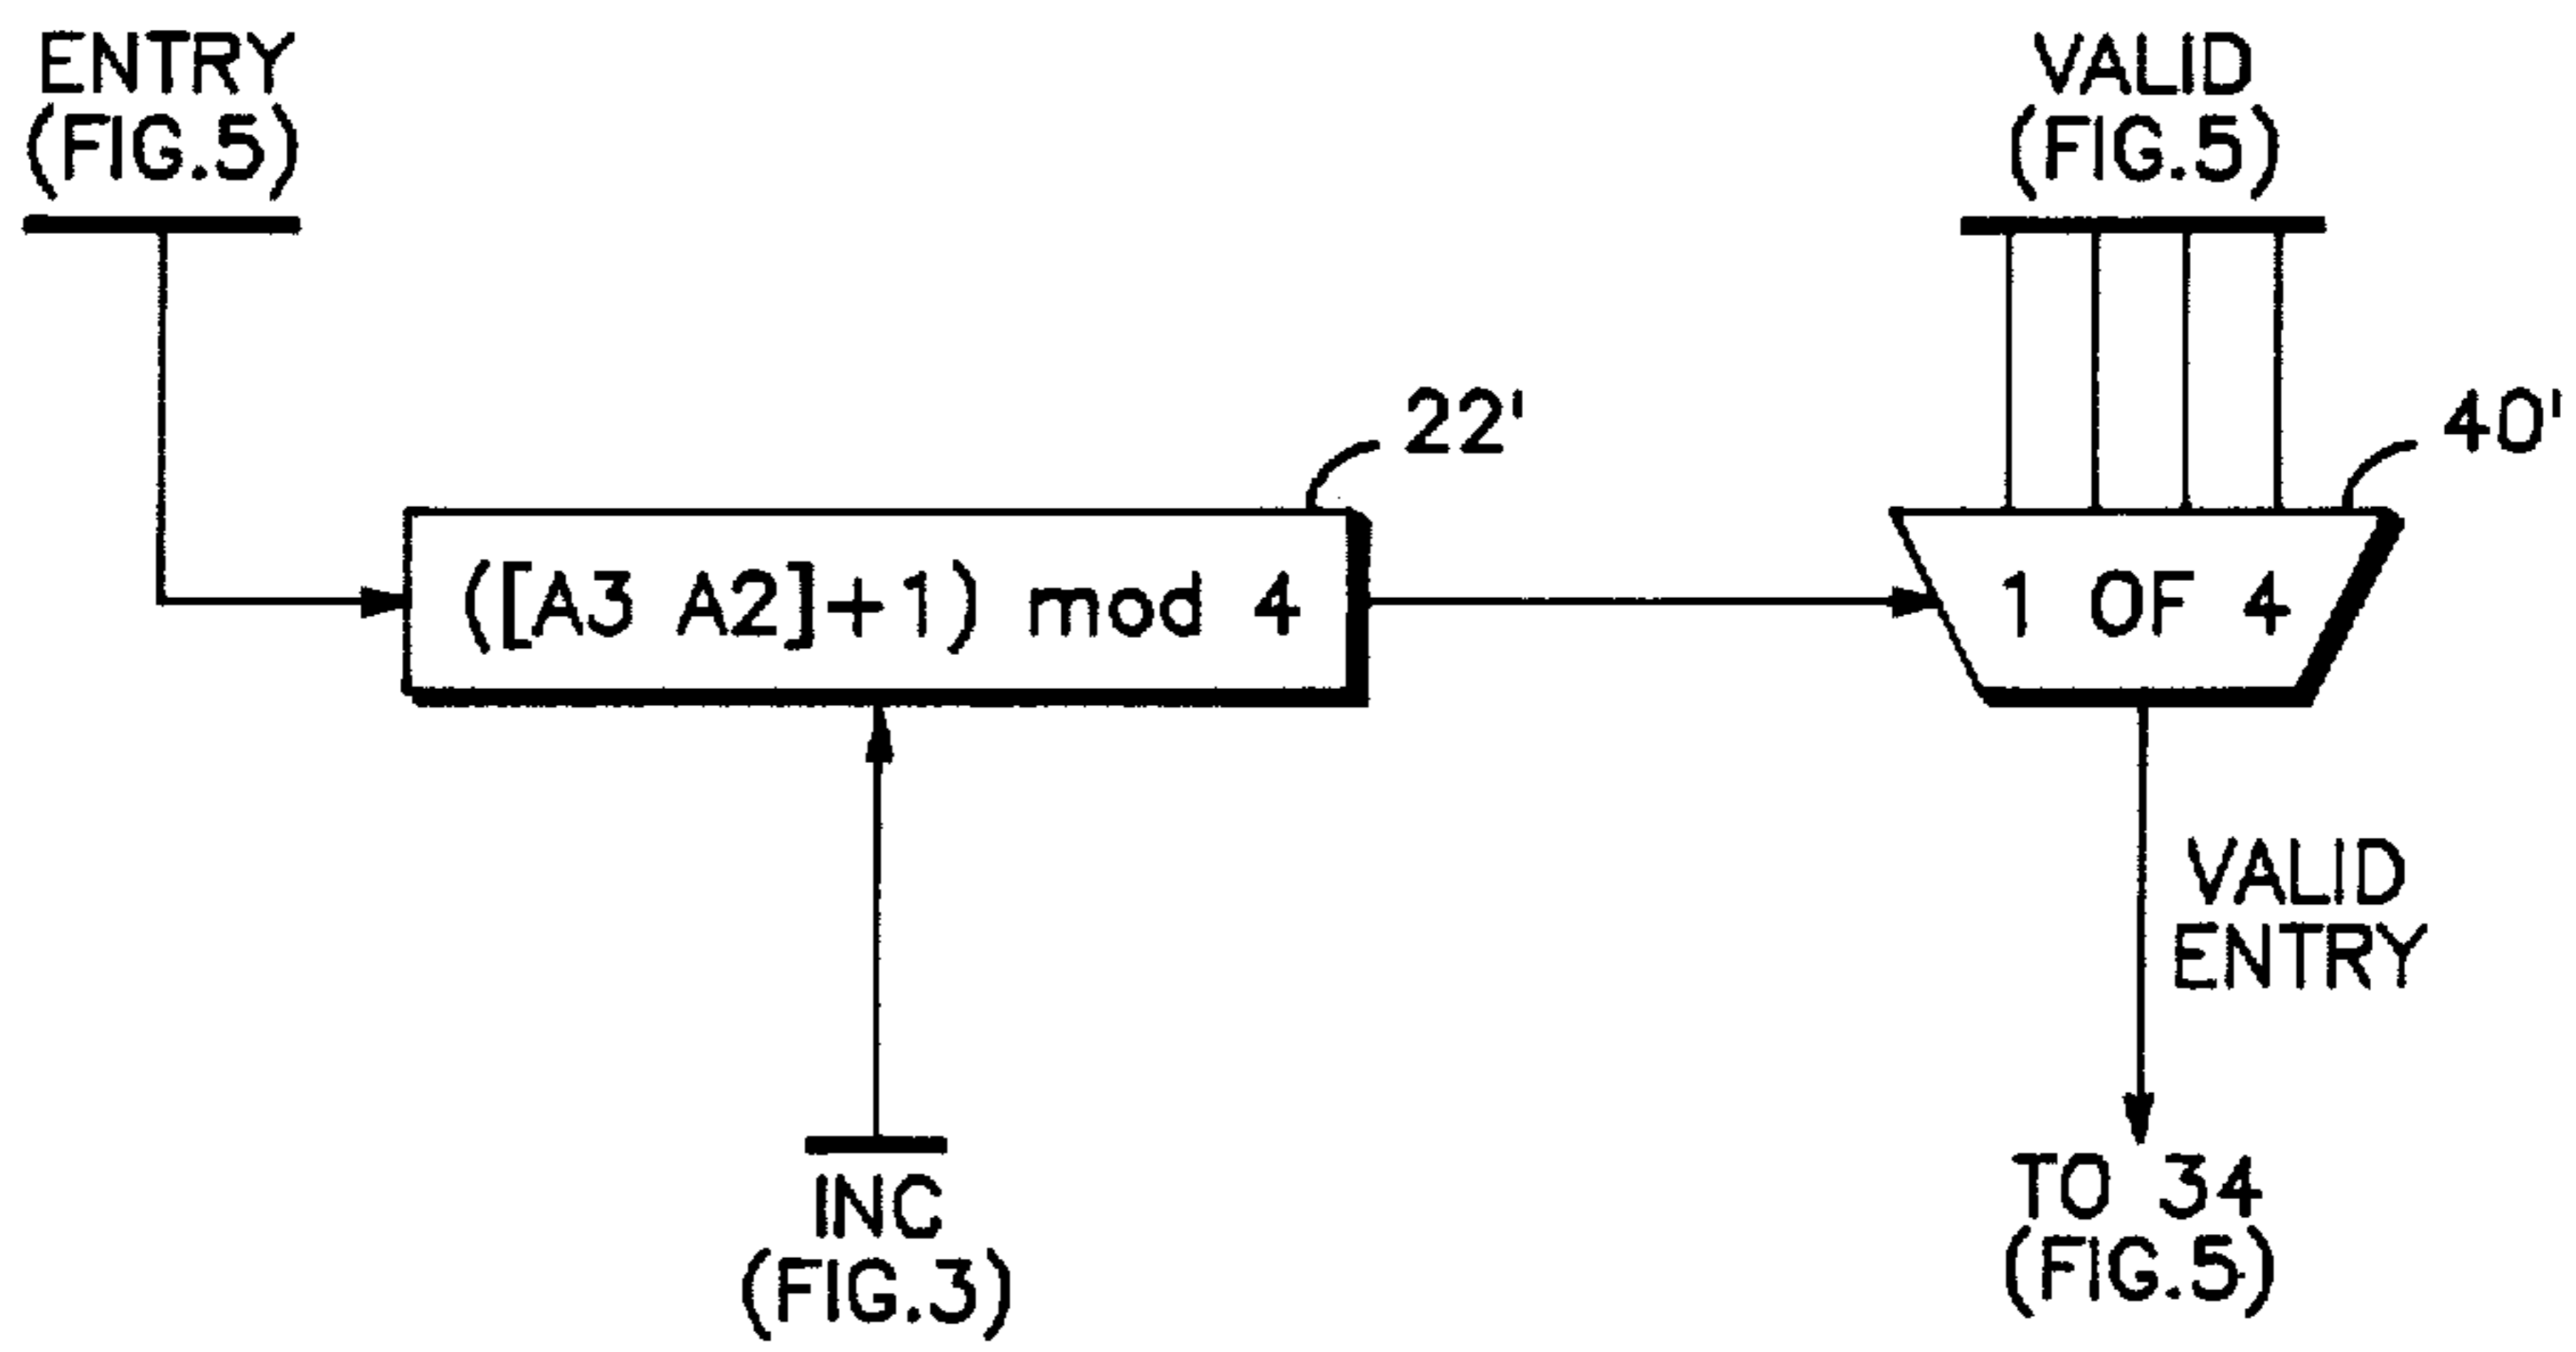 ENTRY
(FIG.5)
VALID
(FIG.5)
22'
40'
([A3 A2]+1) mod 4
1 OF 4
VALID
ENTRY
INC
(FIG.3)
TO 34
(FIG.5)